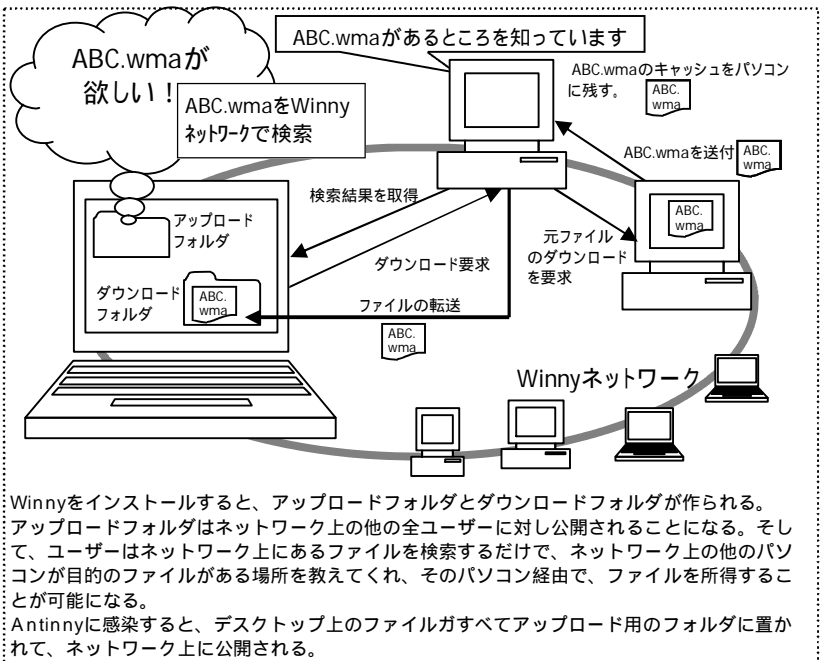 ABC.wmaが
欲しい！
ABC.wmaがあるところを知っています
ABC.wmaをWinny
ネットワークで検索
ABC.wmaのキャッシュをパソコン
に残す。
ABC.
wma
ABC.wmaを送付
ABC.
wma
ABC.
wma
検索結果を取得
アップロード
フォルダ
ダウンロード要求
元ファイル
のダウンロード
を要求
ダウンロード
フォルダ
ABC.
wma
ファイルの転送
ABC.
wma
Winnyネットワーク
Winnyをインストールすると、アップロードフォルダとダウンロードフォルダが作られる。
アップロードフォルダはネットワーク上の他の全ユーザーに対し公開されることになる。そし
て、ユーザーはネットワーク上にあるファイルを検索するだけで、ネットワーク上の他のパソ
コンが目的のファイルがある場所を教えてくれ、そのパソコン経由で、ファイルを所得するこ
とが可能になる。
Antinnyに感染すると、デスクトップ上のファイルガすべてアップロード用のフォルダに置か
れて、ネットワーク上に公開される。